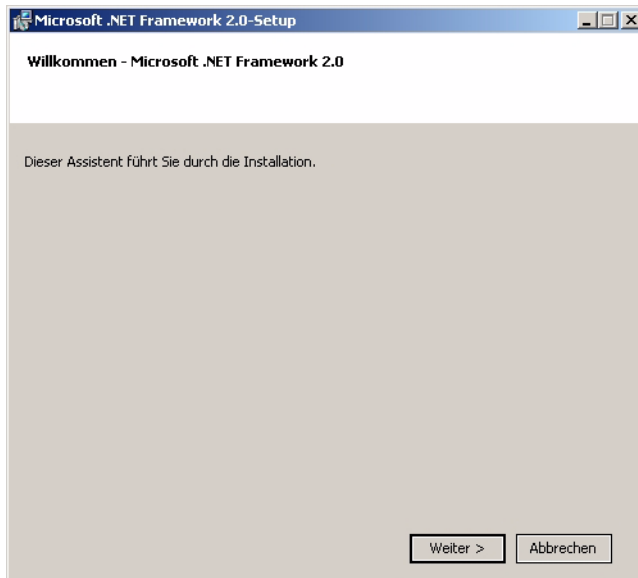 Microsoft .NET Framework 2.0-Setup
Willkommen - Microsoft .NET Framework 2.0
Dieser Assistent führt Sie durch die Installation.
Weiter > Abbrechen